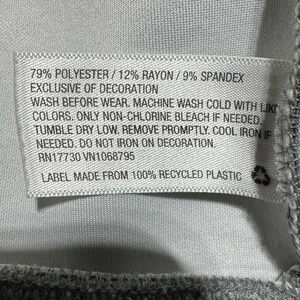 79% POLYESTER / 12% RAYON / 9% SPANDEX
EXCLUSIVE OF DECORATION
WASH BEFORE WEAR. MACHINE WASH COLD WITH LIKE
COLORS. ONLY NON-CHLORINE BLEACH IF NEEDED.
TUMBLE DRY LOW. REMOVE PROMPTLY. COOL IRON IF
NEEDED. DO NOT IRON ON DECORATION.
RN17730 VN1068795
LABEL MADE FROM 100% RECYCLED PLASTIC